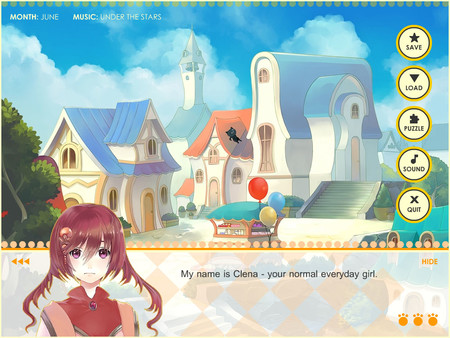 MONTH: JUNE MUSIC: UNDER THE STARS
SAVE
LOAD
PUZZLE
SOUND
QUIT
HIDE
My name is Clena - your normal everyday girl.